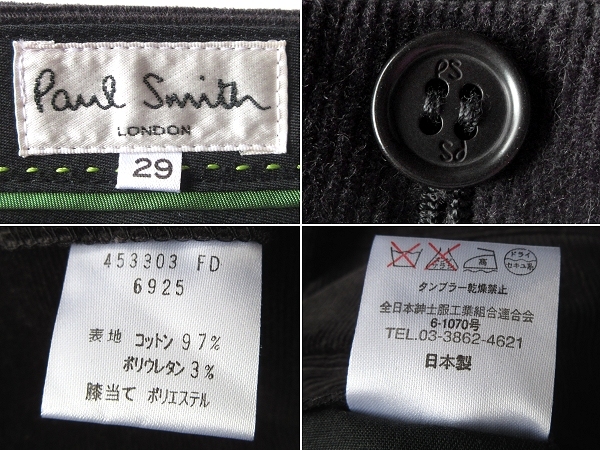 Paul Smith
LONDON
29
PS
PS
453303 FD
6925
表地 コットン 97%
ポリウレタン 3%
膝当て ポリエステル
ドライ
セキユ系
タンブラー乾燥禁止
全日本紳士服工業組合連合会
6-1070号
TEL.03-3862-4621
日本製